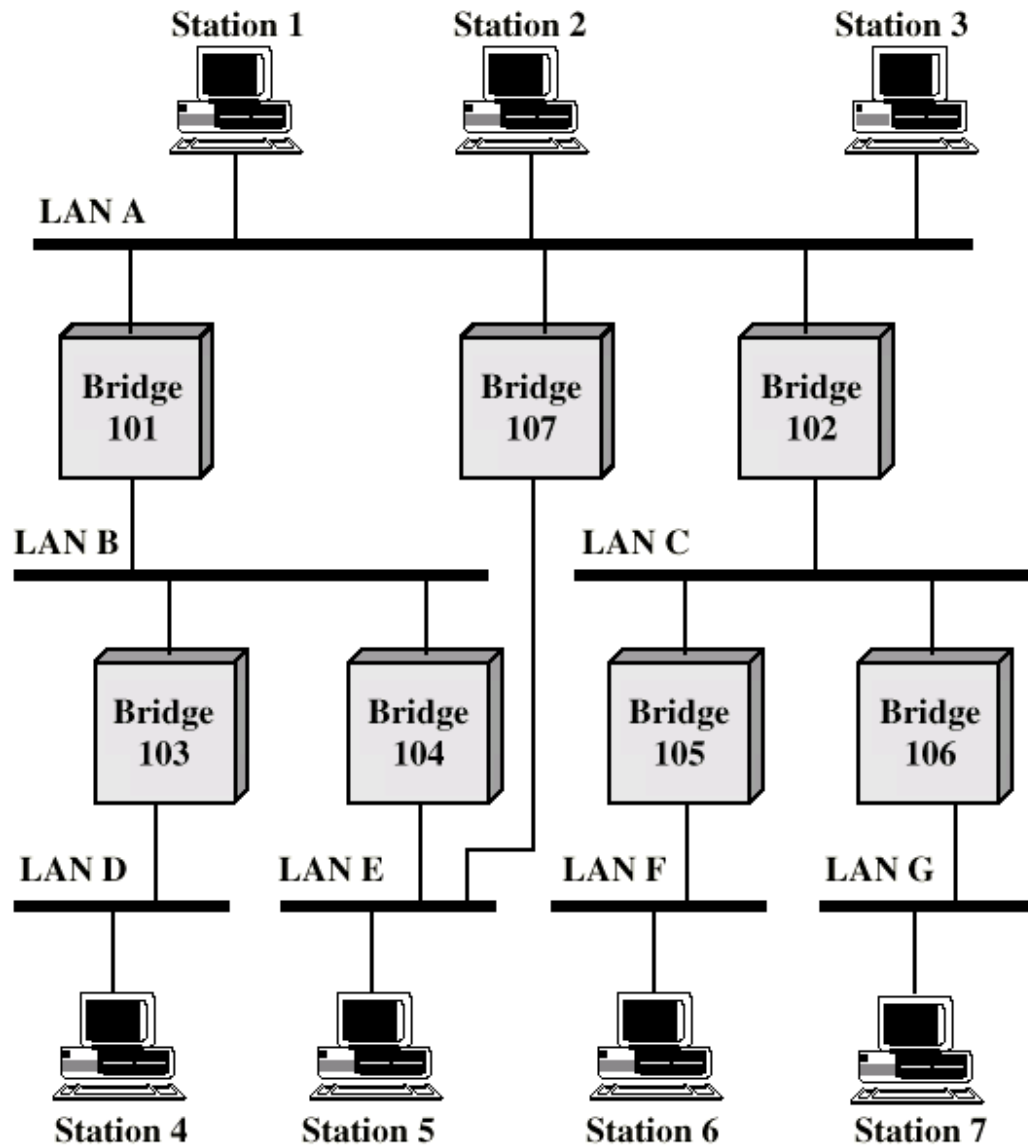 Station 1
Station 2
Station 3
LAN A
Bridge
101
Bridge
107
Bridge
102
LAN B
LAN C
Bridge
103
Bridge
104
Bridge
105
Bridge
106
LAN D
LAN E
LAN F
LAN G
Station 4
Station 5
Station 6
Station 7